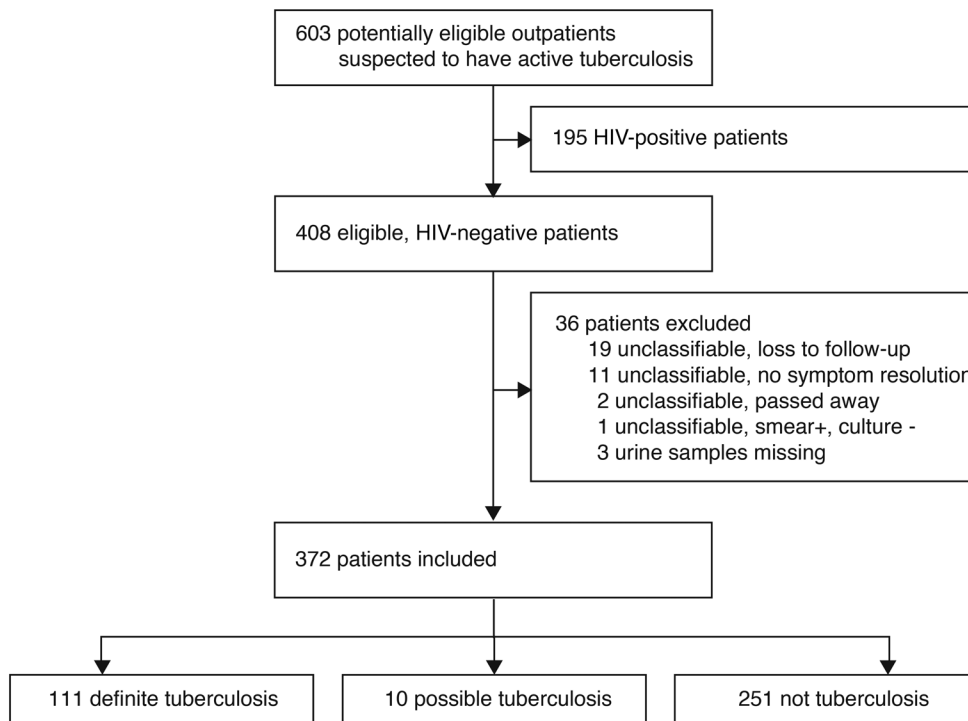 603 potentially eligible outpatients
suspected to have active tuberculosis
195 HIV-positive patients
408 eligible, HIV-negative patients
36 patients excluded
19 unclassifiable, loss to follow-up
11 unclassifiable, no symptom resolution
2 unclassifiable, passed away
1 unclassifiable, smear+, culture -
3 urine samples missing
372 patients included
111 definite tuberculosis
10 possible tuberculosis
251 not tuberculosis